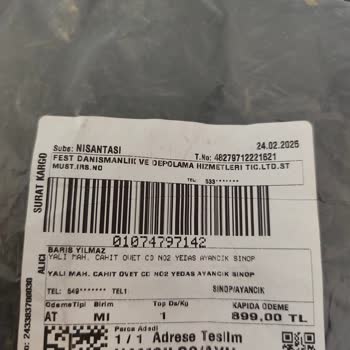 Sube: NISANTASI
24.02.2025
FEST DANISMANLIK VE DEPOLAMA HIZMETLERI TIC.LTD.ST
T.No: 48279712221621
MUST.IRS.NO
TEL: 533*******
SURAT KARGO
01074797142
ALICI
BARIS YILMAZ
YALI MAH. CAHIT OVET CD NO2 YEDAS AYANCIK SINOP
YALI MAH. CAHIT OVET CD NO2 YEDAS AYANCIK SINOP
TEL: 549******* TEL1:
SINOP/AYANCIK
OdemeTipi Birim Top Ds/Kg KAPIDA ODEME
AT MI 1 899,00 TL
Parca Adedi
1/1 Adrese Teslim